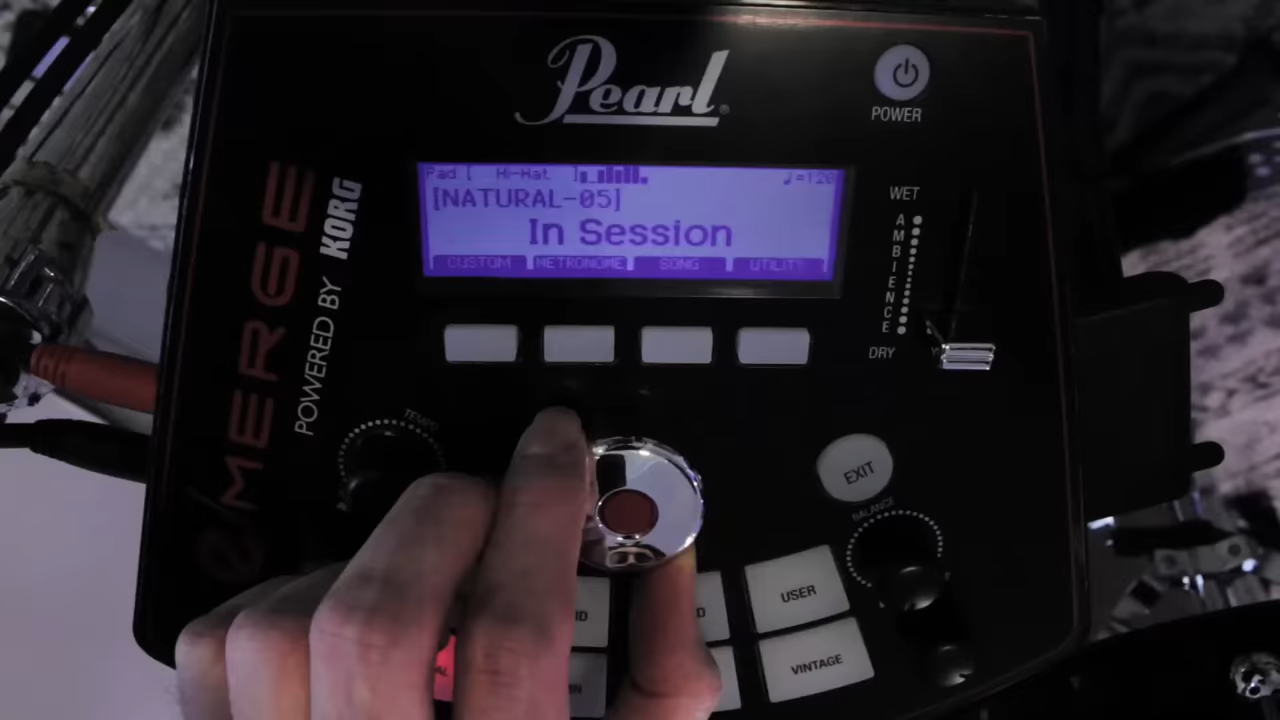 Pearl
POWER
Pad [ Hi-Hat ]
♩=120
[NATURAL-05]
In Session
CUSTOM METRONOME SONG UTILITY
WET
AMBIENCE
DRY
e/MERGE
POWERED BY KORG
TEMPO
EXIT
BALANCE
USER
VINTAGE